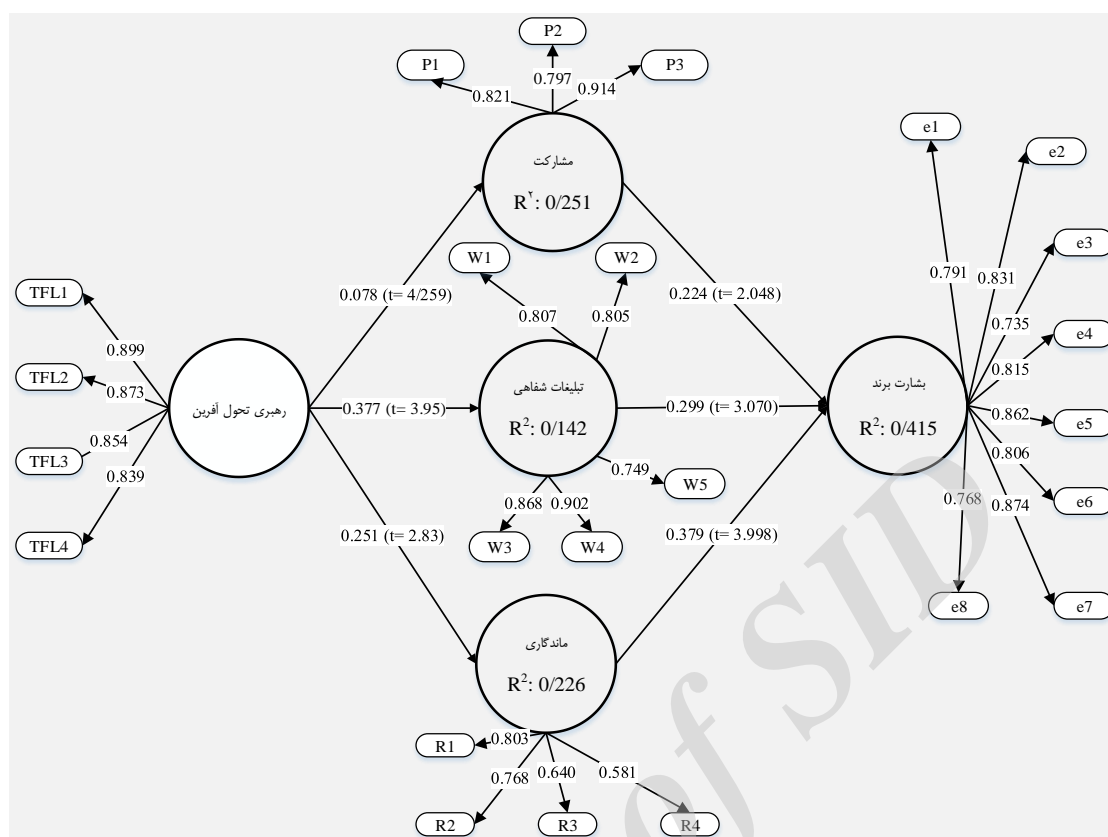 P2
P1
P3
0.797
0.821
0.914
e1
e2
مشارکت
R۲: 0/251
W1
W2
e3
0.791
0.831
TFL1
0.078 (t= 4/259)
0.224 (t= 2.048)
0.807
0.805
0.735
e4
0.899
0.815
TFL2
0.873
رهبری تحول آفرین
0.377 (t= 3.95)
تبلیغات شفاهی
R2: 0/142
0.299 (t= 3.070)
بشارت برند
R2: 0/415
0.862
e5
0.854
TFL3
0.839
0.806
0.749
W5
0.768
0.874
e6
0.868
0.902
0.251 (t= 2.83)
0.379 (t= 3.998)
TFL4
W3
W4
e8
e7
ماندگاری
R2: 0/226
R1
0.803
0.768
0.640
0.581
R2
R3
R4
of SID